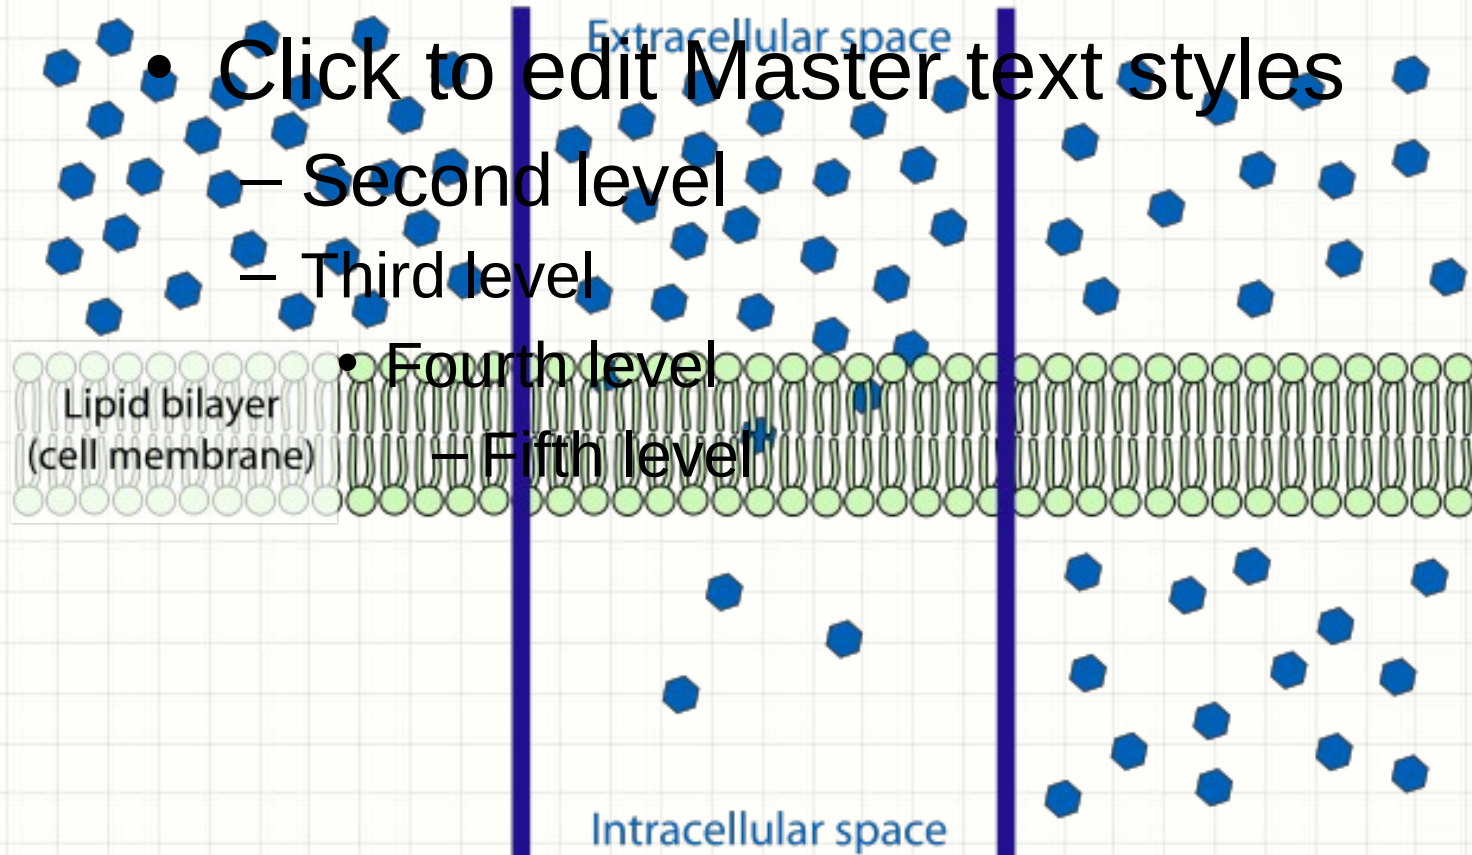 Extracellular space
• Click to edit Master text styles
– Second level
– Third level
• Fourth level
– Fifth level
Lipid bilayer
(cell membrane)
Intracellular space